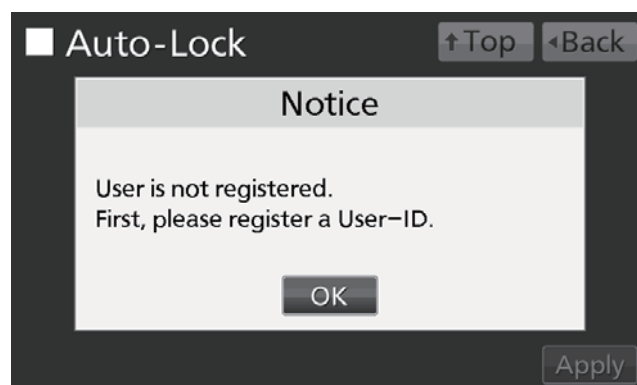 Auto-Lock
↑Top
◂Back
Notice
User is not registered.
First, please register a User-ID.
OK
Apply